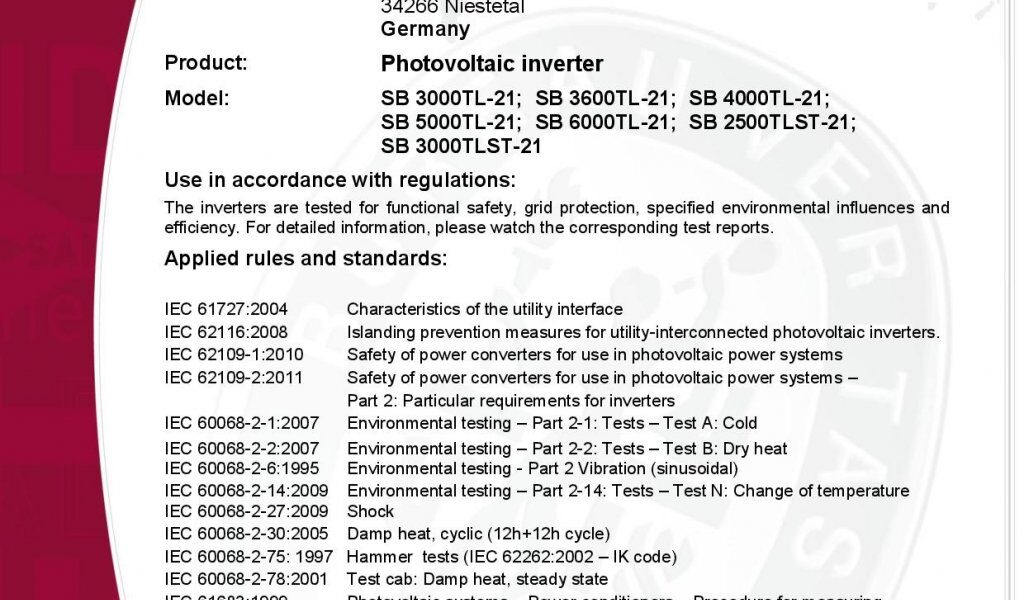 34266 Niestetal
Germany
Product: Photovoltaic inverter
Model: SB 3000TL-21; SB 3600TL-21; SB 4000TL-21;
SB 5000TL-21; SB 6000TL-21; SB 2500TLST-21;
SB 3000TLST-21
Use in accordance with regulations:
The inverters are tested for functional safety, grid protection, specified environmental influences and
efficiency. For detailed information, please watch the corresponding test reports.
Applied rules and standards:
IEC 61727:2004 Characteristics of the utility interface
IEC 62116:2008 Islanding prevention measures for utility-interconnected photovoltaic inverters.
IEC 62109-1:2010 Safety of power converters for use in photovoltaic power systems
IEC 62109-2:2011 Safety of power converters for use in photovoltaic power systems –
Part 2: Particular requirements for inverters
IEC 60068-2-1:2007 Environmental testing – Part 2-1: Tests – Test A: Cold
IEC 60068-2-2:2007 Environmental testing – Part 2-2: Tests – Test B: Dry heat
IEC 60068-2-6:1995 Environmental testing - Part 2 Vibration (sinusoidal)
IEC 60068-2-14:2009 Environmental testing – Part 2-14: Tests – Test N: Change of temperature
IEC 60068-2-27:2009 Shock
IEC 60068-2-30:2005 Damp heat, cyclic (12h+12h cycle)
IEC 60068-2-75: 1997 Hammer tests (IEC 62262:2002 – IK code)
IEC 60068-2-78:2001 Test cab: Damp heat, steady state
IEC 61683:1999 Photovoltaic systems – Power conditioners – Procedure for measuring